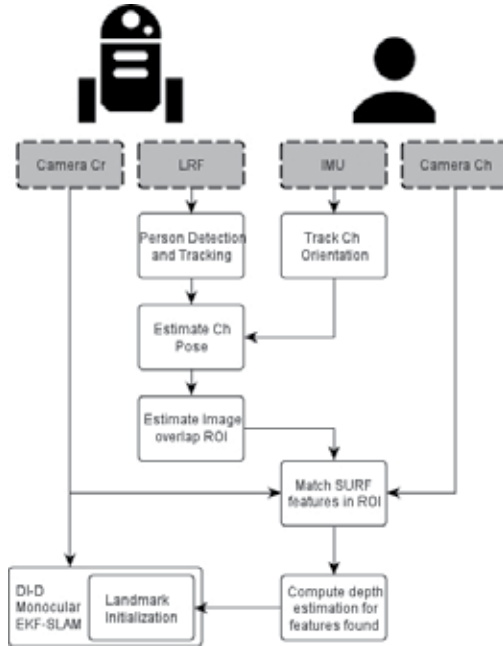 Camera Cr
LRF
IMU
Camera Ch
Person Detection
and Tracking
Track Ch
Orientation
Estimate Ch
Pose
Estimate Image
overlap ROI
Match SURF
features in ROI
DI-D
Monocular
EKF-SLAM
Landmark
Initialization
Compute depth
estimation for
features found